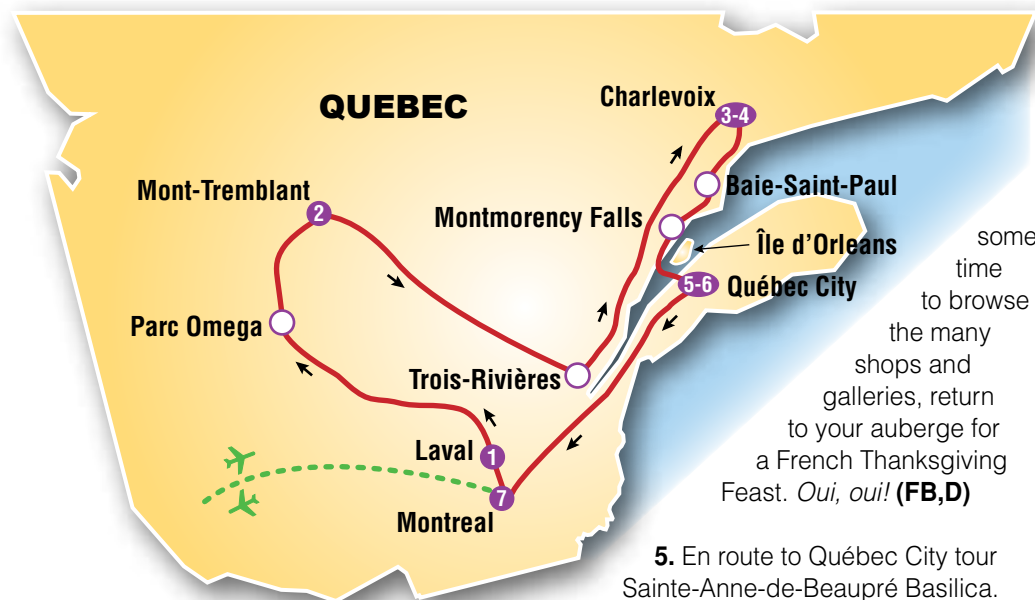 QUEBEC
Charlevoix
3-4
Mont-Tremblant
2
Baie-Saint-Paul
Montmorency Falls
Île d'Orleans
5-6
Québec City
Parc Omega
Trois-Rivières
Laval
1
7
Montreal
some
time
to browse
the many
shops and
galleries, return
to your auberge for
a French Thanksgiving
Feast. Oui, oui! (FB,D)
5. En route to Québec City tour
Sainte-Anne-de-Beaupré Basilica.